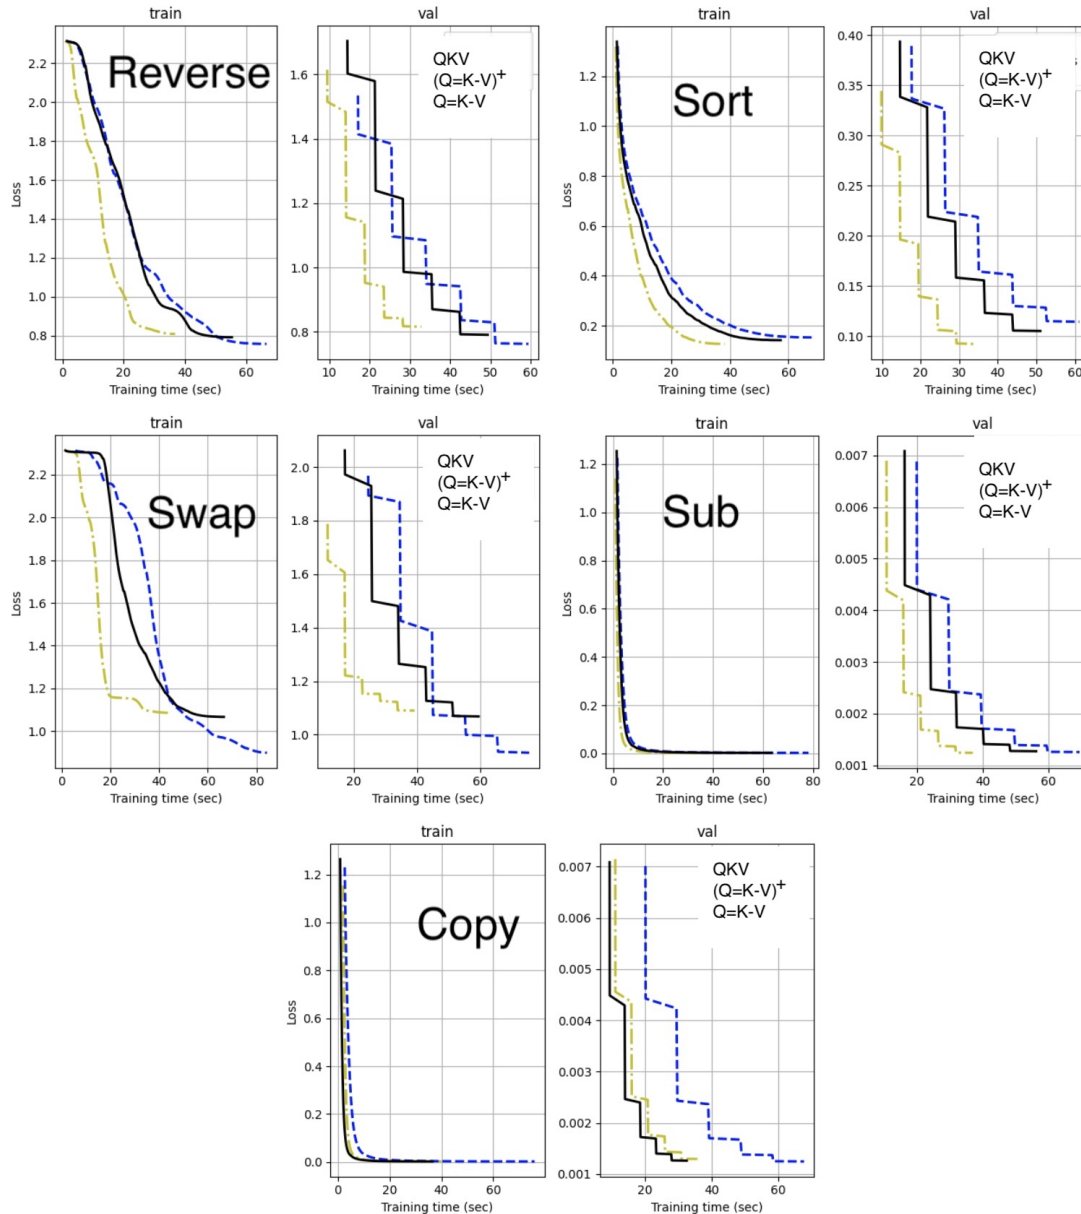 train
val
train
val
2.2
2.0
1.8
1.6
1.4
1.2
1.0
0.8
Loss
0
20
40
60
Training time (sec)
Reverse
1.6
1.4
1.2
1.0
0.8
10
20
30
40
50
60
Training time (sec)
QKV
(Q=K-V)+
Q=K-V
1.2
1.0
0.8
0.6
0.4
0.2
Loss
0
20
40
60
Training time (sec)
Sort
0.40
0.35
0.30
0.25
0.20
0.15
0.10
10
20
30
40
50
60
Training time (sec)
QKV
(Q=K-V)+
Q=K-V
train
val
train
val
2.2
2.0
1.8
1.6
1.4
1.2
1.0
Loss
0
20
40
60
80
Training time (sec)
Swap
2.0
1.8
1.6
1.4
1.2
1.0
20
40
60
Training time (sec)
QKV
(Q=K-V)+
Q=K-V
1.2
1.0
0.8
0.6
0.4
0.2
0.0
Loss
0
20
40
60
80
Training time (sec)
Sub
0.007
0.006
0.005
0.004
0.003
0.002
0.001
20
40
60
Training time (sec)
QKV
(Q=K-V)+
Q=K-V
train
val
1.2
1.0
0.8
0.6
0.4
0.2
0.0
Loss
0
20
40
60
Training time (sec)
Copy
0.007
0.006
0.005
0.004
0.003
0.002
0.001
20
40
60
Training time (sec)
QKV
(Q=K-V)+
Q=K-V